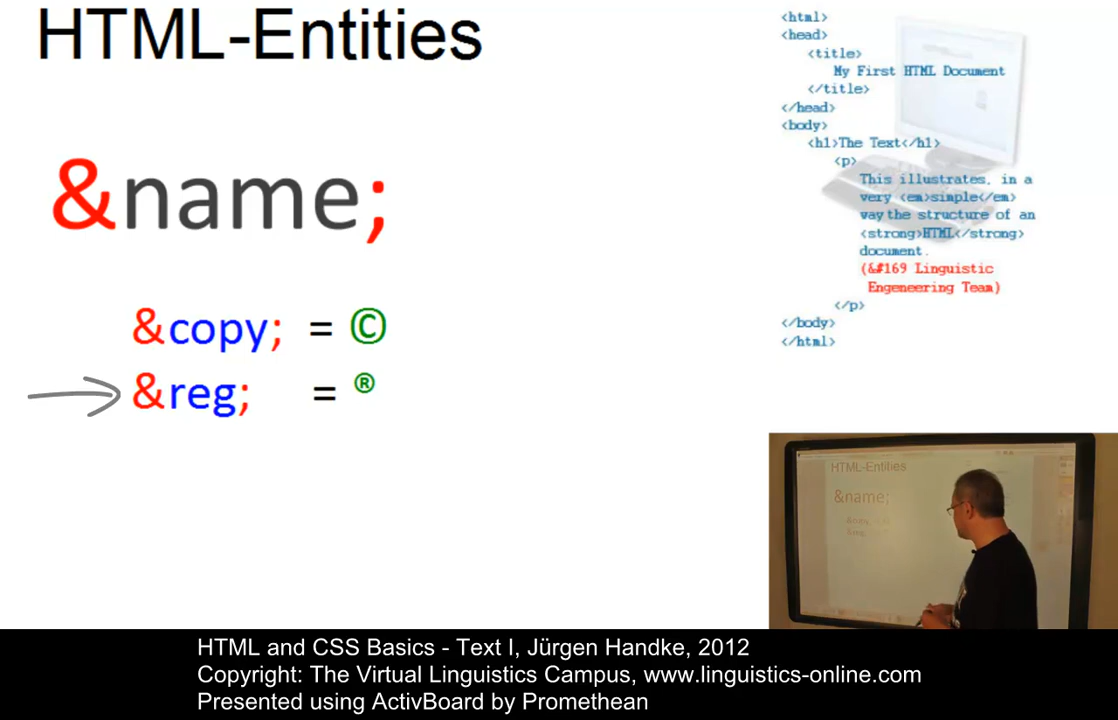 HTML-Entities
&name;
&copy; = ©
&reg; = ®
<html>
<head>
<title>
My First HTML Document
</title>
</head>
<body>
<h1>The Text</h1>
<p>
This illustrates, in a
very <em>simple</em>
way the structure of an
<strong>HTML</strong>
document.
(&#169 Linguistic
Engeneering Team)
</p>
</body>
</html>
HTML-Entities
&name;
HTML and CSS Basics - Text I, Jürgen Handke, 2012
Copyright: The Virtual Linguistics Campus, www.linguistics-online.com
Presented using ActivBoard by Promethean